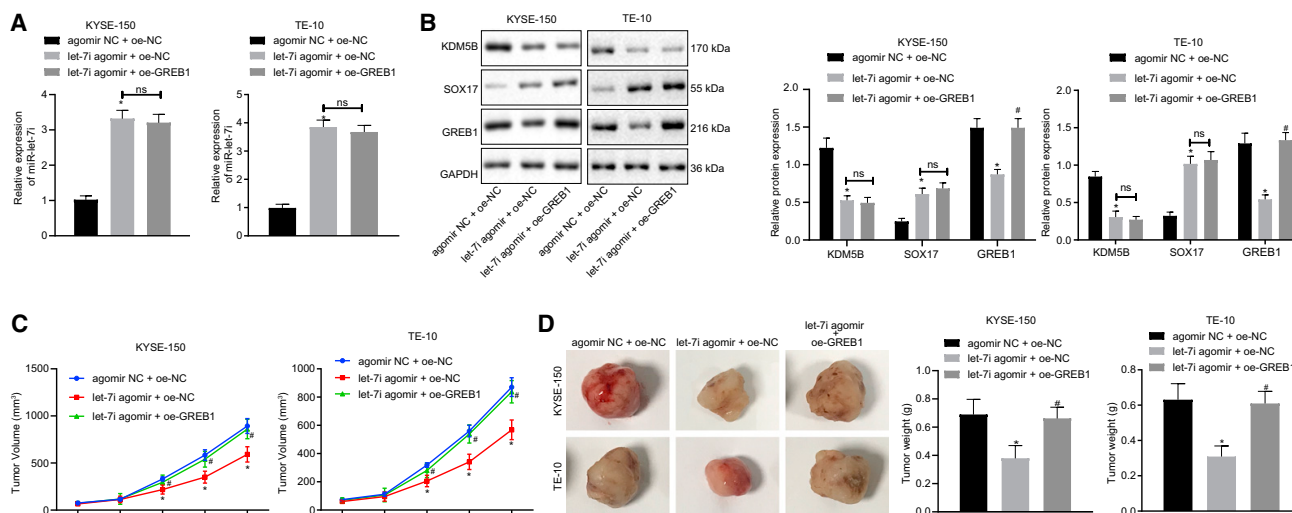 A
KYSE-150
agomir NC + oe-NC
let-7i agomir + oe-NC
let-7i agomir + oe-GREB1
Relative expression
of miR-let-7i
4
3
2
1
0
*
ns
TE-10
agomir NC + oe-NC
let-7i agomir + oe-NC
let-7i agomir + oe-GREB1
Relative expression
of miR-let-7i
5
4
3
2
1
0
*
ns
B
KYSE-150
TE-10
KDM5B
170 kDa
SOX17
55 kDa
GREB1
216 kDa
GAPDH
36 kDa
agomir NC + oe-NC
let-7i agomir + oe-NC
let-7i agomir + oe-GREB1
agomir NC + oe-NC
let-7i agomir + oe-NC
let-7i agomir + oe-GREB1
KYSE-150
agomir NC + oe-NC
let-7i agomir + oe-NC
let-7i agomir + oe-GREB1
Relative protein expression
2.0
1.5
1.0
0.5
0.0
*
ns
*
ns
*
#
KDM5B
SOX17
GREB1
TE-10
agomir NC + oe-NC
let-7i agomir + oe-NC
let-7i agomir + oe-GREB1
Relative protein expression
2.0
1.5
1.0
0.5
0.0
*
ns
*
ns
*
#
KDM5B
SOX17
GREB1
C
KYSE-150
agomir NC + oe-NC
let-7i agomir + oe-NC
let-7i agomir + oe-GREB1
Tumor Volume (mm³)
1500
1000
500
0
#
*
#
*
#
*
TE-10
agomir NC + oe-NC
let-7i agomir + oe-NC
let-7i agomir + oe-GREB1
Tumor Volume (mm³)
1000
800
600
400
200
0
#
*
#
*
#
*
D
agomir NC + oe-NC
let-7i agomir + oe-NC
let-7i agomir
+
oe-GREB1
KYSE-150
TE-10
KYSE-150
agomir NC + oe-NC
let-7i agomir + oe-NC
let-7i agomir + oe-GREB1
Tumor weight (g)
1.0
0.8
0.6
0.4
0.2
0.0
*
#
TE-10
agomir NC + oe-NC
let-7i agomir + oe-NC
let-7i agomir + oe-GREB1
Tumor weight (g)
0.8
0.6
0.4
0.2
0.0
*
#